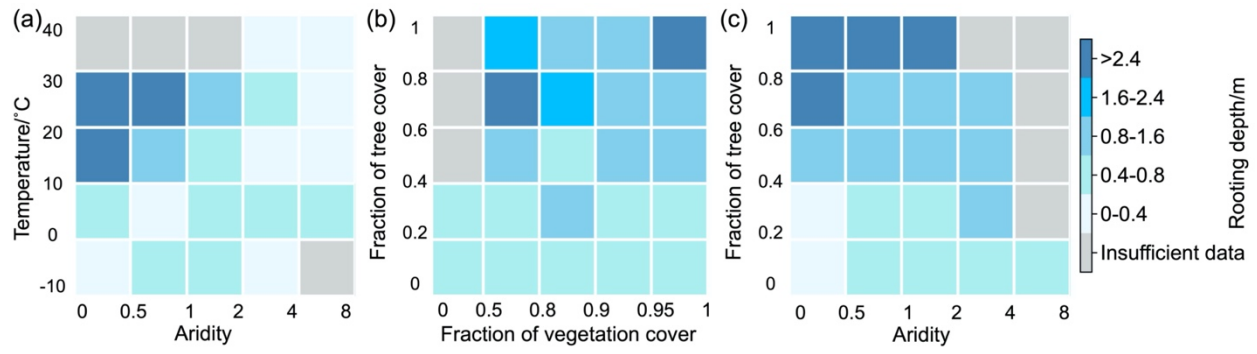 (a)
40
30
20
10
0
-10
Temperature/°C
0 0.5 1 2 4 8
Aridity
(b)
1
0.8
0.6
0.4
0.2
0
Fraction of tree cover
0 0.5 0.8 0.9 0.95 1
Fraction of vegetation cover
(c)
1
0.8
0.6
0.4
0.2
0
Fraction of tree cover
0 0.5 1 2 4 8
Aridity
>2.4
1.6-2.4
0.8-1.6
0.4-0.8
0-0.4
Insufficient data
Rooting depth/m